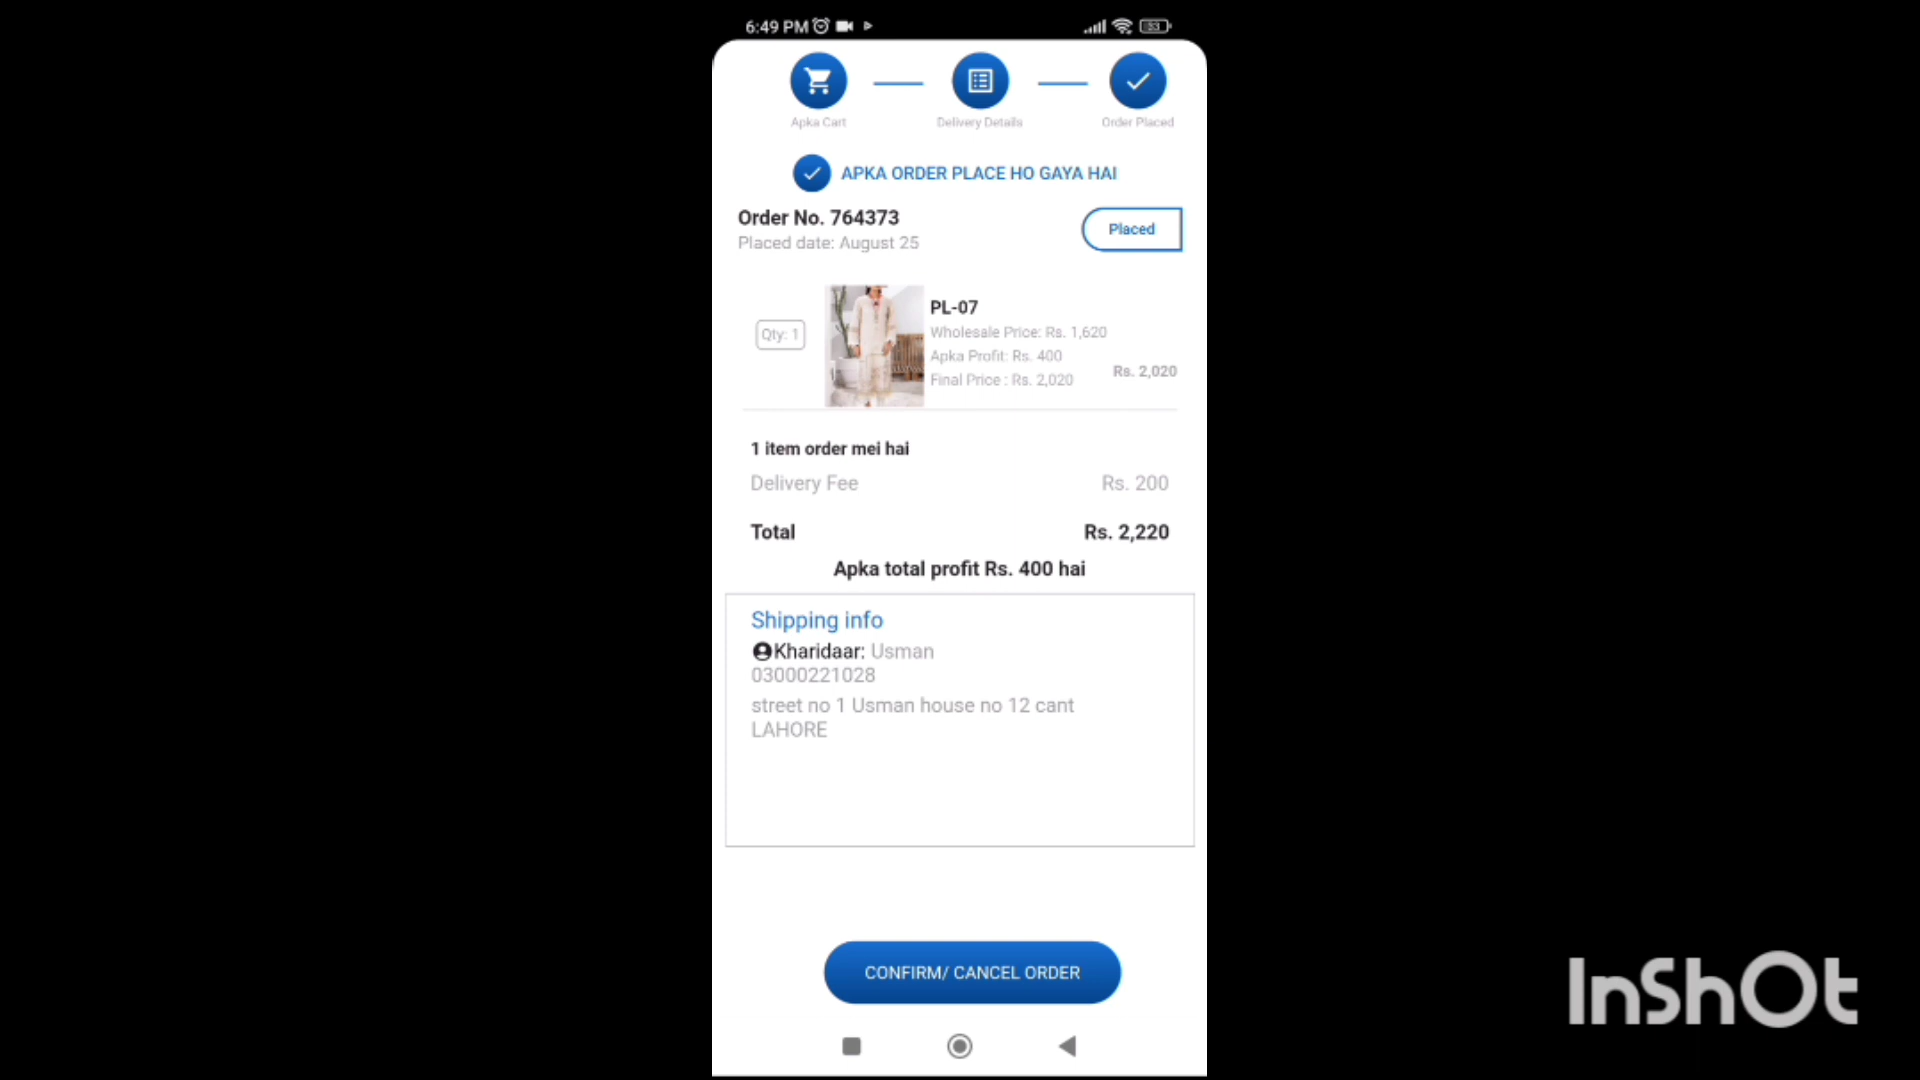 6:49 PM
53
Apka Cart
Delivery Details
Order Placed
APKA ORDER PLACE HO GAYA HAI
Order No. 764373
Placed date: August 25
Placed
Qty: 1
PL-07
Wholesale Price: Rs. 1,620
Apka Profit: Rs. 400
Final Price : Rs. 2,020
Rs. 2,020
1 item order mei hai
Delivery Fee Rs. 200
Total Rs. 2,220
Apka total profit Rs. 400 hai
Shipping info
Kharidaar: Usman
03000221028
street no 1 Usman house no 12 cant
LAHORE
CONFIRM/ CANCEL ORDER
InShOt